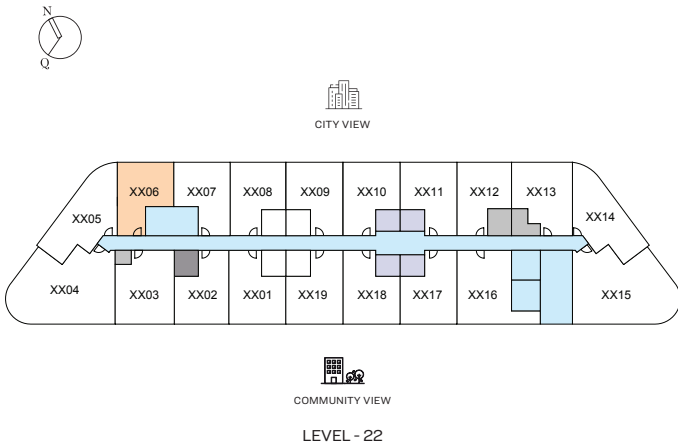 N
Q
CITY VIEW
XX06 XX07 XX08 XX09 XX10 XX11 XX12 XX13
XX05 XX14
XX04 XX03 XX02 XX01 XX19 XX18 XX17 XX16 XX15
COMMUNITY VIEW
LEVEL - 22